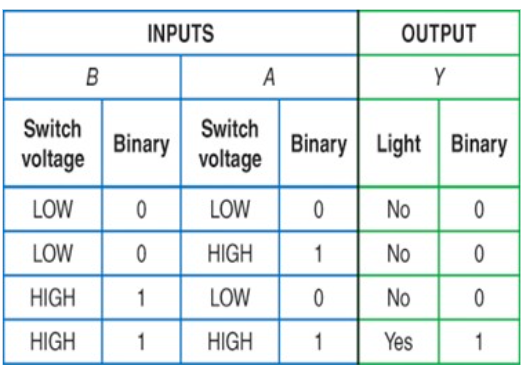 INPUTS OUTPUT
B A Y
Switch voltage Binary Switch voltage Binary Light Binary
LOW 0 LOW 0 No 0
LOW 0 HIGH 1 No 0
HIGH 1 LOW 0 No 0
HIGH 1 HIGH 1 Yes 1